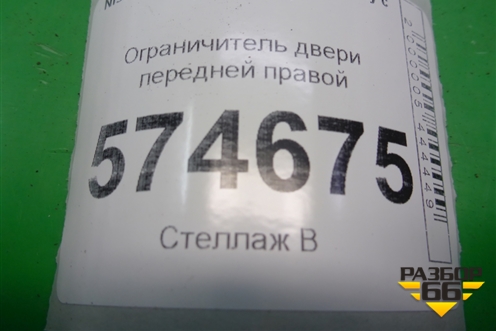 Ограничитель двери
передней правой
574675
Стеллаж В
РАЗБОР
66